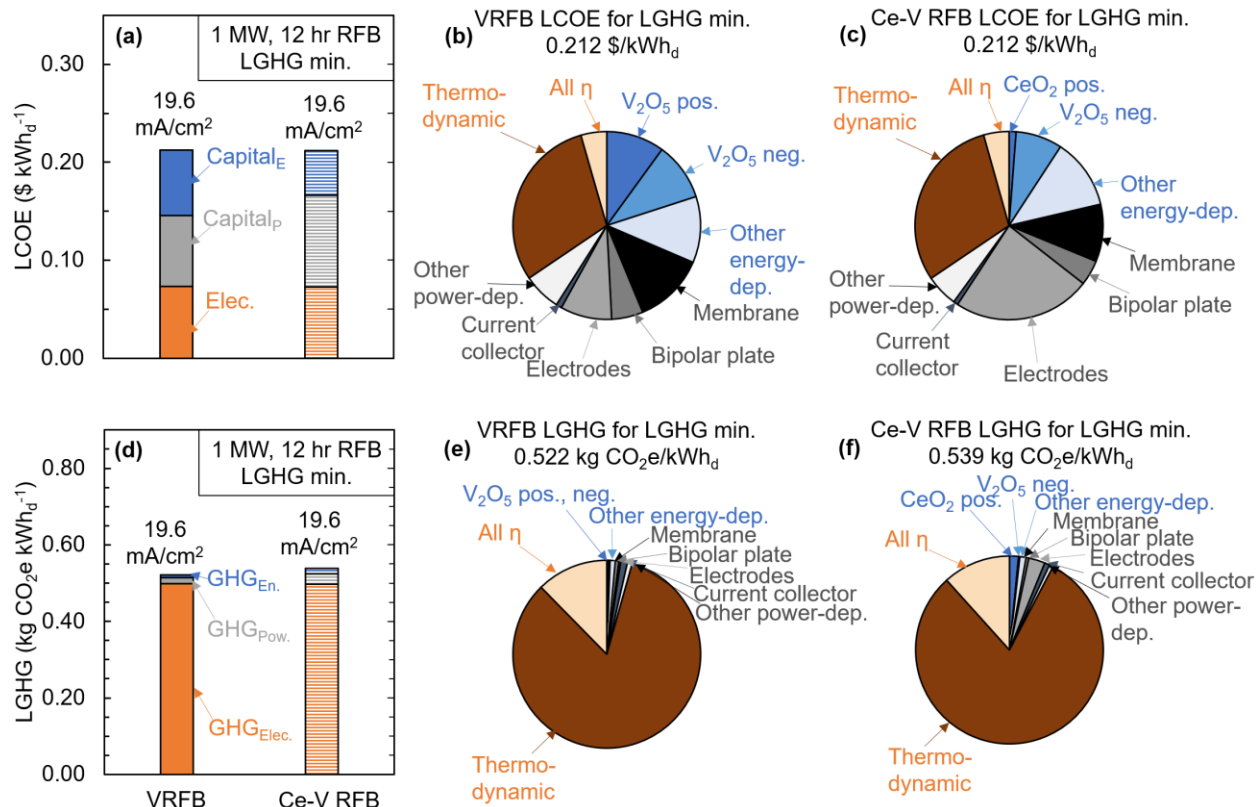 (a)
1 MW, 12 hr RFB
LGHG min.
0.30
0.20
0.10
0.00
LCOE ($ kWh_d^-1)
19.6
mA/cm²
19.6
mA/cm²
Capital_E
Capital_P
Elec.
VRFB LCOE for LGHG min.
(b) 0.212 $/kWh_d
All η
V₂O₅ pos.
Thermo-
dynamic
V₂O₅ neg.
Other
energy-
dep.
Other
power-dep.
Membrane
Current
collector
Bipolar plate
Electrodes
Ce-V RFB LCOE for LGHG min.
(c) 0.212 $/kWh_d
All η
CeO₂ pos.
Thermo-
dynamic
V₂O₅ neg.
Other
energy-dep.
Other
power-dep.
Membrane
Bipolar plate
Current
collector
Electrodes
(d)
1 MW, 12 hr RFB
LGHG min.
0.80
0.60
0.40
0.20
0.00
LGHG (kg CO₂e kWh_d^-1)
19.6
mA/cm²
19.6
mA/cm²
GHG_En.
GHG_Pow.
GHG_Elec.
VRFB
Ce-V RFB
VRFB LGHG for LGHG min.
(e) 0.522 kg CO₂e/kWh_d
V₂O₅ pos., neg.
Other energy-dep.
All η
Membrane
Bipolar plate
Electrodes
Current collector
Other power-dep.
Thermo-
dynamic
Ce-V RFB LGHG for LGHG min.
(f) 0.539 kg CO₂e/kWh_d
V₂O₅ neg.
CeO₂ pos.
Other energy-dep.
All η
Membrane
Bipolar plate
Electrodes
Current collector
Other power-
dep.
Thermo-
dynamic